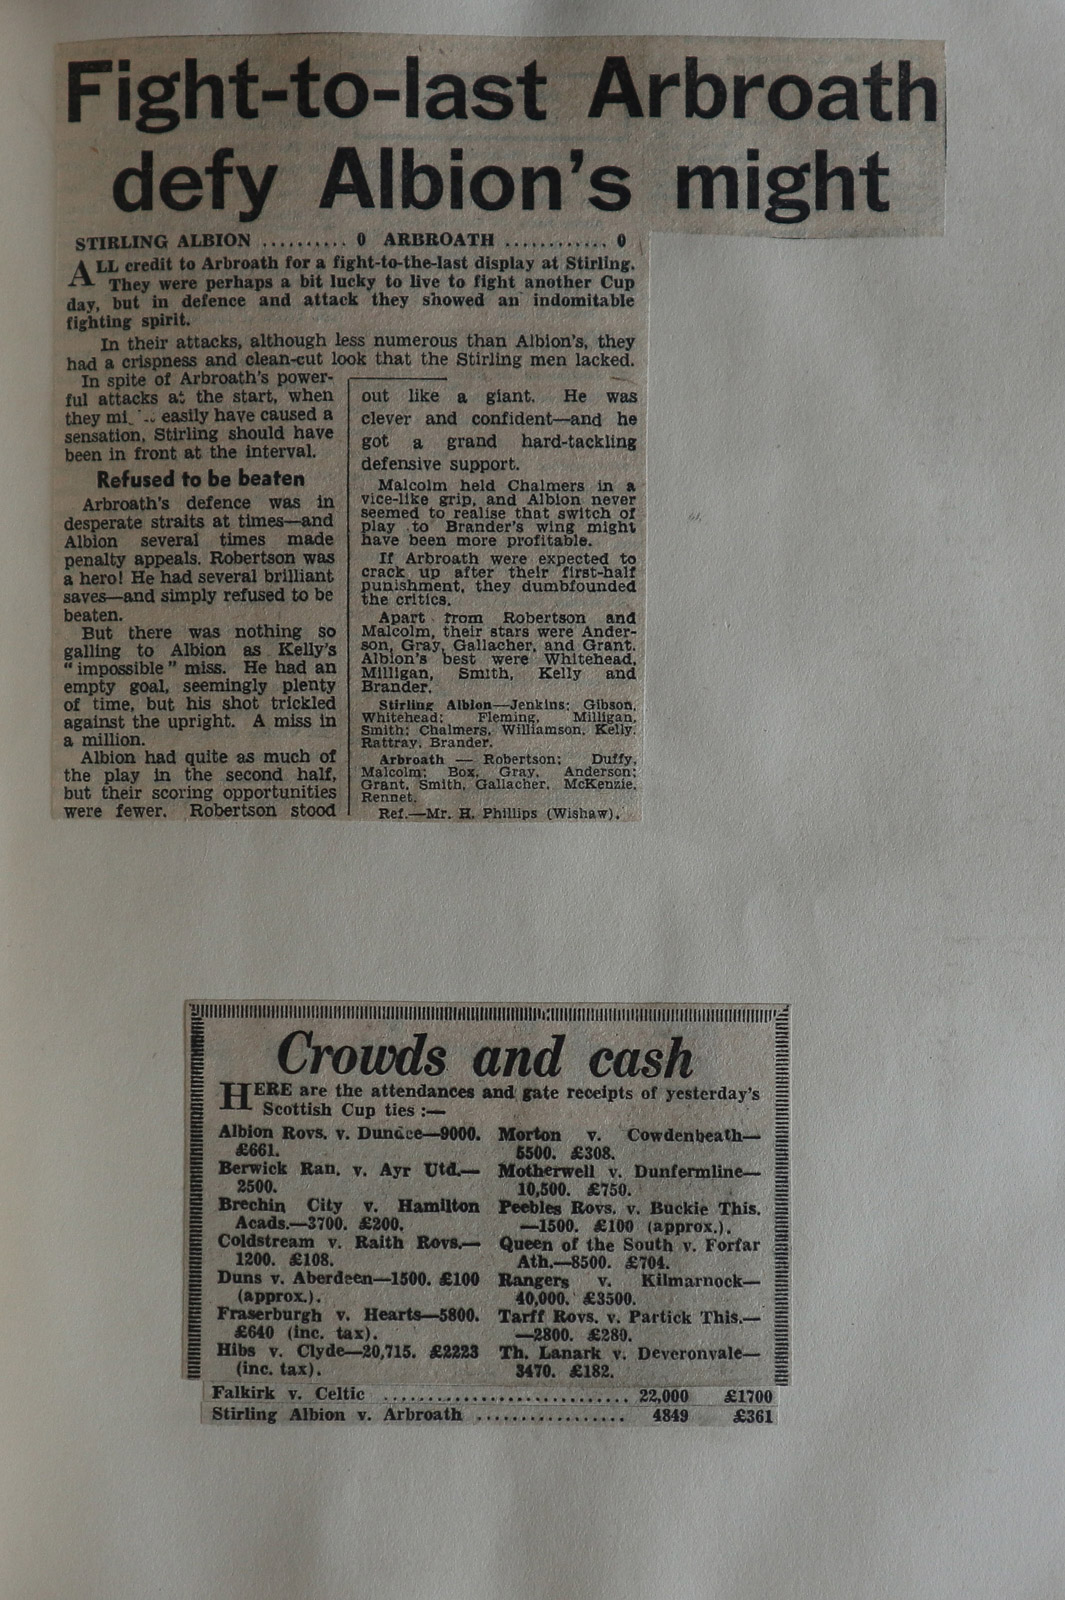 Fight-to-last Arbroath
defy Albion's might
STIRLING ALBION .......... 0 ARBROATH ............ 0
ALL credit to Arbroath for a fight-to-the-last display at Stirling.
They were perhaps a bit lucky to live to fight another Cup
day, but in defence and attack they showed an indomitable
fighting spirit.
In their attacks, although less numerous than Albion's, they
had a crispness and clean-cut look that the Stirling men lacked.
In spite of Arbroath's power-
ful attacks at the start, when
they easily have caused a
sensation, Stirling should have
been in front at the interval.
Refused to be beaten
Arbroath's defence was in
desperate straits at times—and
Albion several times made
penalty appeals. Robertson was
a hero! He had several brilliant
saves—and simply refused to be
beaten.
But there was nothing so
galling to Albion as Kelly's
"impossible" miss. He had an
empty goal, seemingly plenty
of time, but his shot trickled
against the upright. A miss in
a million.
Albion had quite as much of
the play in the second half,
but their scoring opportunities
were fewer. Robertson stood
out like a giant. He was
clever and confident—and he
got a grand hard-tackling
defensive support.
Malcolm held Chalmers in a
vice-like grip, and Albion never
seemed to realise that switch of
play to Brander's wing might
have been more profitable.
If Arbroath were expected to
crack up after their first-half
punishment, they dumbfounded
the critics.
Apart from Robertson and
Malcolm, their stars were Ander-
son, Gray, Gallacher, and Grant.
Albion's best were Whitehead,
Milligan, Smith, Kelly and
Brander.
Stirling Albion—Jenkins; Gibson,
Whitehead; Fleming, Milligan,
Smith; Chalmers, Williamson, Kelly,
Rattray, Brander.
Arbroath — Robertson; Duffy,
Malcolm; Box, Gray, Anderson;
Grant, Smith, Gallacher, McKenzie,
Rennet.
Ref.—Mr. H. Phillips (Wishaw).
Crowds and cash
HERE are the attendances and gate receipts of yesterday's
Scottish Cup ties :—
Albion Rovs. v. Dundee—9000.
£661.
Berwick Ran. v. Ayr Utd.—
2500.
Brechin City v. Hamilton
Acads.—3700. £200.
Coldstream v. Raith Rovs.—
1200. £108.
Duns v. Aberdeen—1500. £100
(approx.).
Fraserburgh v. Hearts—5800.
£640 (inc. tax).
Hibs v. Clyde—20,715. £2223
(inc. tax).
Morton v. Cowdenbeath—
5500. £308.
Motherwell v. Dunfermline—
10,500. £750.
Peebles Rovs. v. Buckie This.
—1500. £100 (approx.).
Queen of the South v. Forfar
Ath.—8500. £704.
Rangers v. Kilmarnock—
40,000. £3500.
Tarff Rovs. v. Partick This.—
—2800. £280.
Th. Lanark v. Deveronvale—
3470. £182.
Falkirk v. Celtic ............................ 22,000 £1700
Stirling Albion v. Arbroath ................. 4849 £361